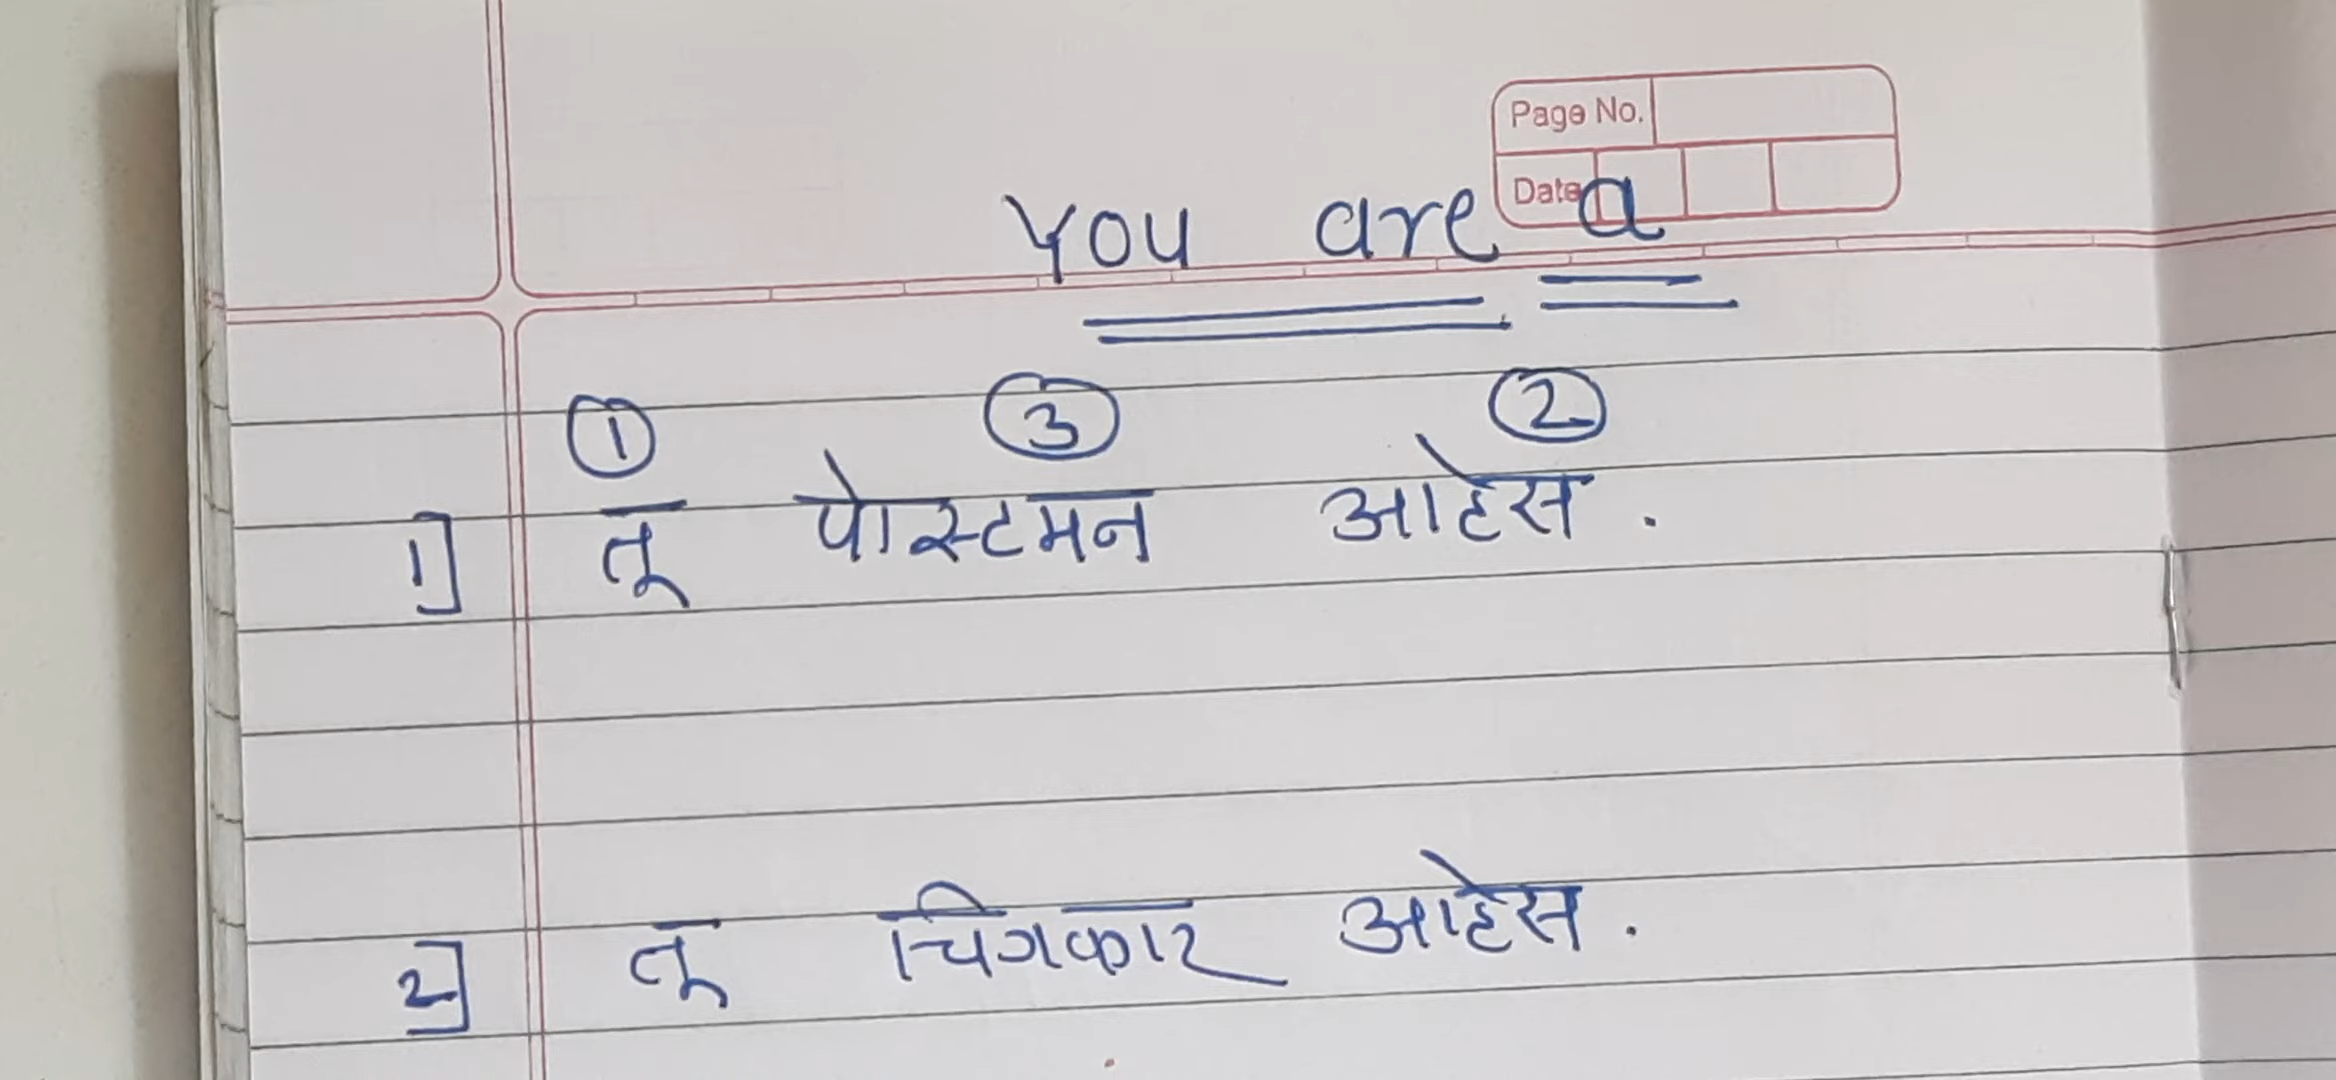 Page No.
Date
You are a
① ③ ②
1] तू पोस्टमन आहेस .
2] तू चित्रकार आहेस .